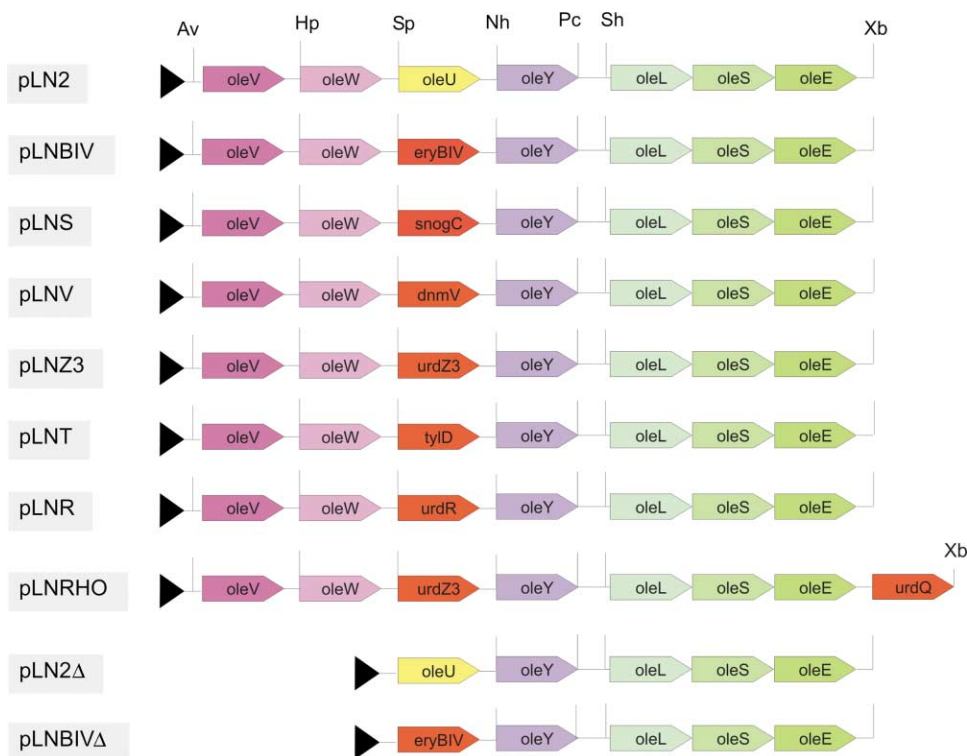 Av Hp Sp Nh Pc Sh Xb
pLN2 oleV oleW oleU oleY oleL oleS oleE
pLNBIV oleV oleW eryBIV oleY oleL oleS oleE
pLNS oleV oleW snogC oleY oleL oleS oleE
pLNV oleV oleW dnmV oleY oleL oleS oleE
pLNZ3 oleV oleW urdZ3 oleY oleL oleS oleE
pLNT oleV oleW tylD oleY oleL oleS oleE
pLNR oleV oleW urdR oleY oleL oleS oleE
Xb
pLNRHO oleV oleW urdZ3 oleY oleL oleS oleE urdQ
pLN2Δ oleU oleY oleL oleS oleE
pLNBIVΔ eryBIV oleY oleL oleS oleE